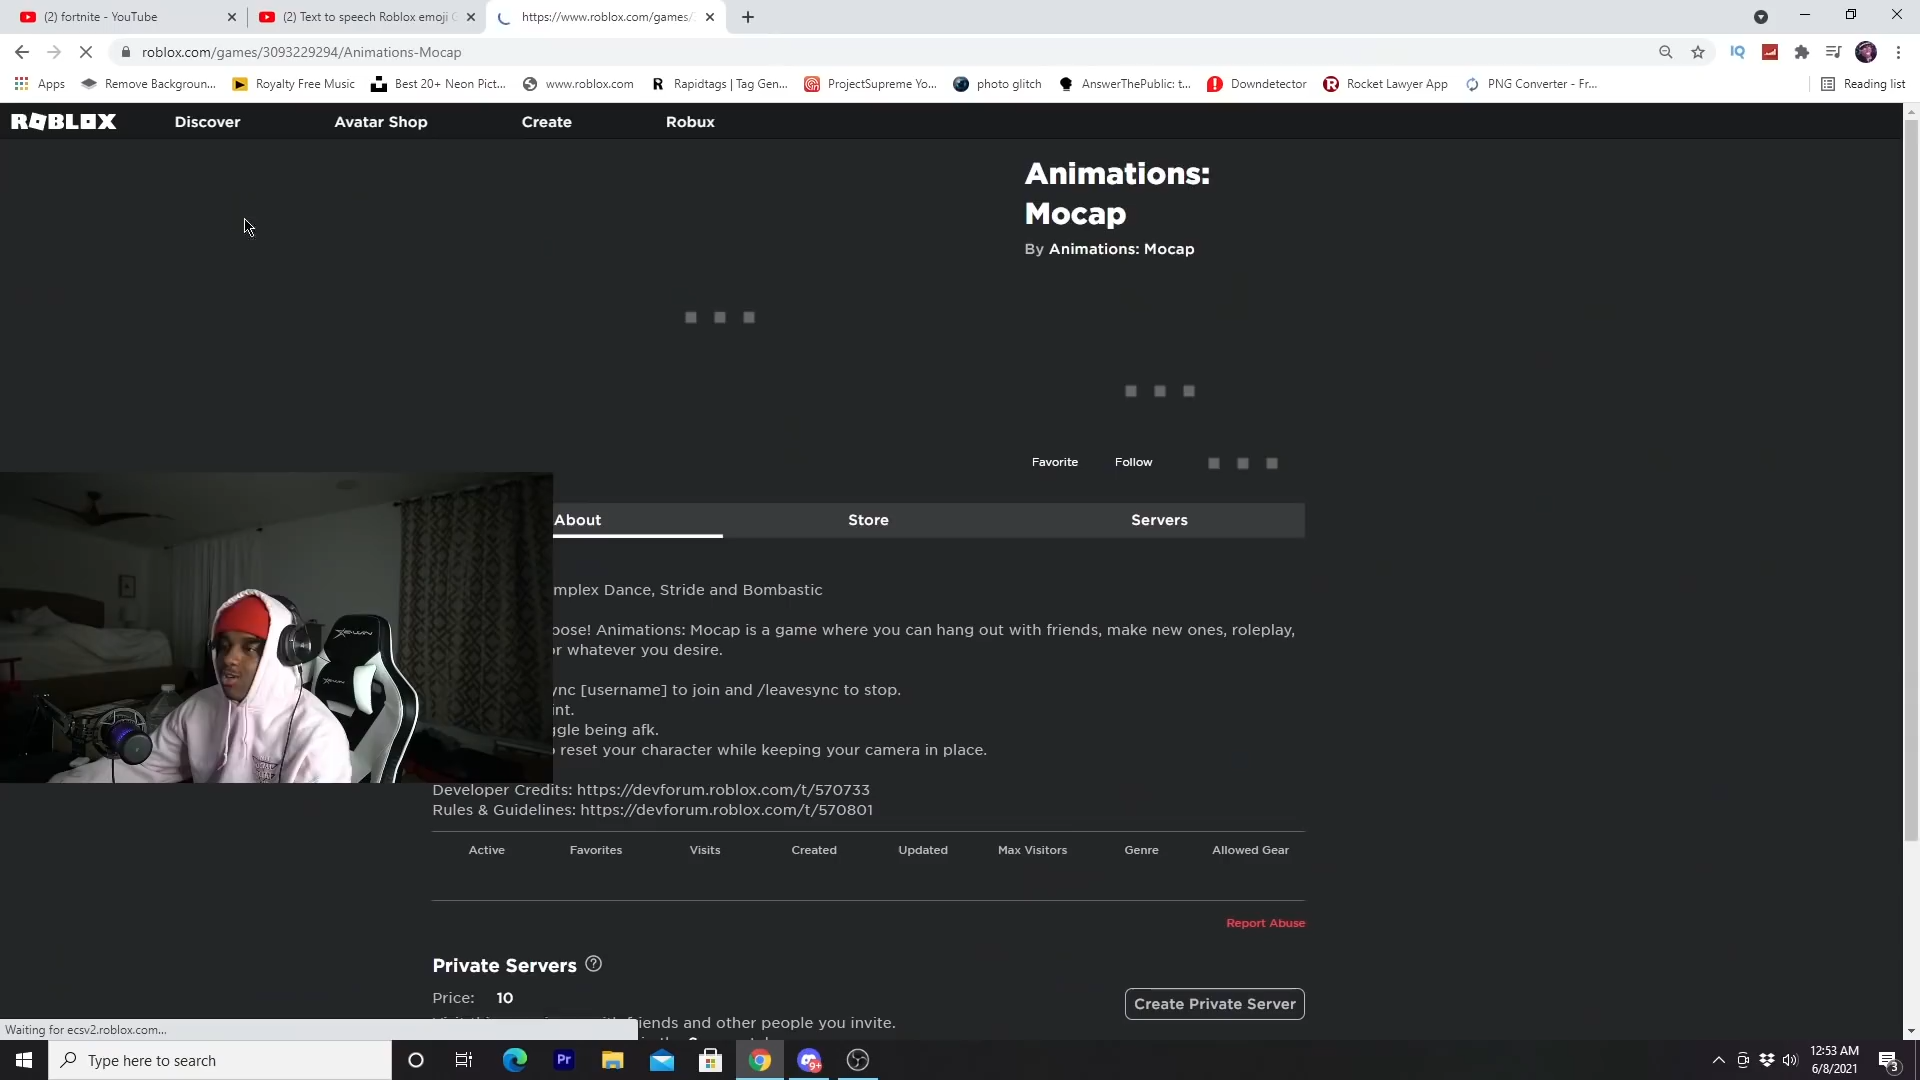 (2) fortnite - YouTube
(2) Text to speech Roblox emoji
https://www.roblox.com/games/
roblox.com/games/3093229294/Animations-Mocap
Apps
Remove Backgroun...
Royalty Free Music
Best 20+ Neon Pict...
www.roblox.com
Rapidtags | Tag Gen...
ProjectSupreme Yo...
photo glitch
AnswerThePublic: t...
Downdetector
Rocket Lawyer App
PNG Converter - Fr...
Reading list
ROBLOX
Discover
Avatar Shop
Create
Robux
Animations:
Mocap
By Animations: Mocap
Favorite
Follow
About
Store
Servers
mplex Dance, Stride and Bombastic
pose! Animations: Mocap is a game where you can hang out with friends, make new ones, roleplay,
or whatever you desire.
ync [username] to join and /leavesync to stop.
int.
ggle being afk.
o reset your character while keeping your camera in place.
Developer Credits: https://devforum.roblox.com/t/570733
Rules & Guidelines: https://devforum.roblox.com/t/570801
Active
Favorites
Visits
Created
Updated
Max Visitors
Genre
Allowed Gear
Report Abuse
Private Servers
Price: 10
Create Private Server
friends and other people you invite.
Waiting for ecsv2.roblox.com...
Type here to search
Pr
9+
12:53 AM
6/8/2021
3